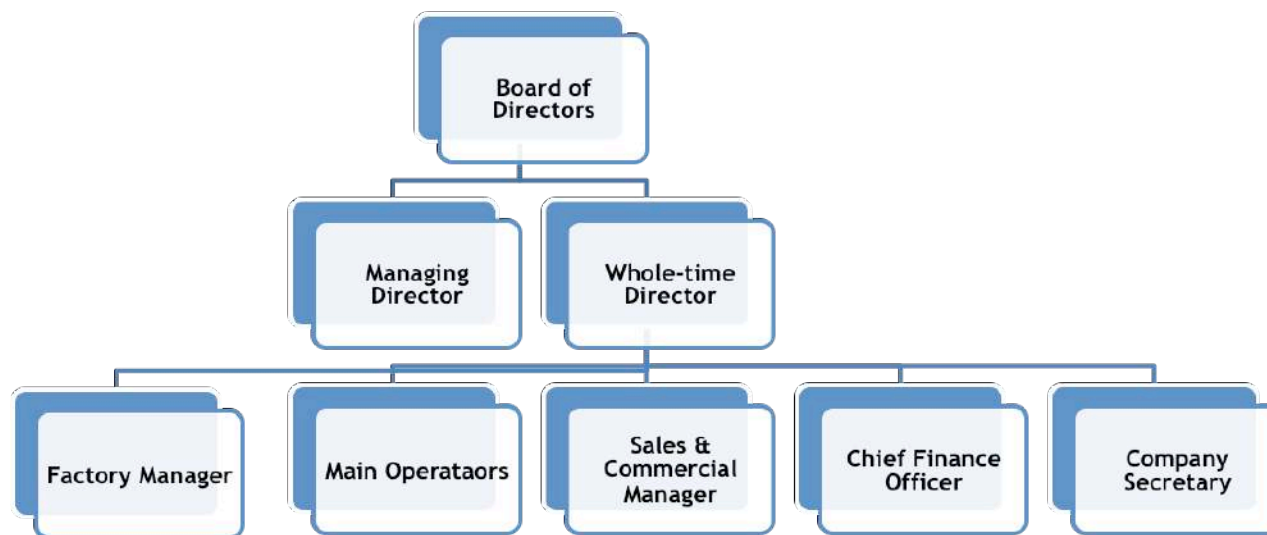 Board of
Directors
Managing
Director
Whole-time
Director
Factory Manager
Main Operataors
Sales &
Commercial
Manager
Chief Finance
Officer
Company
Secretary